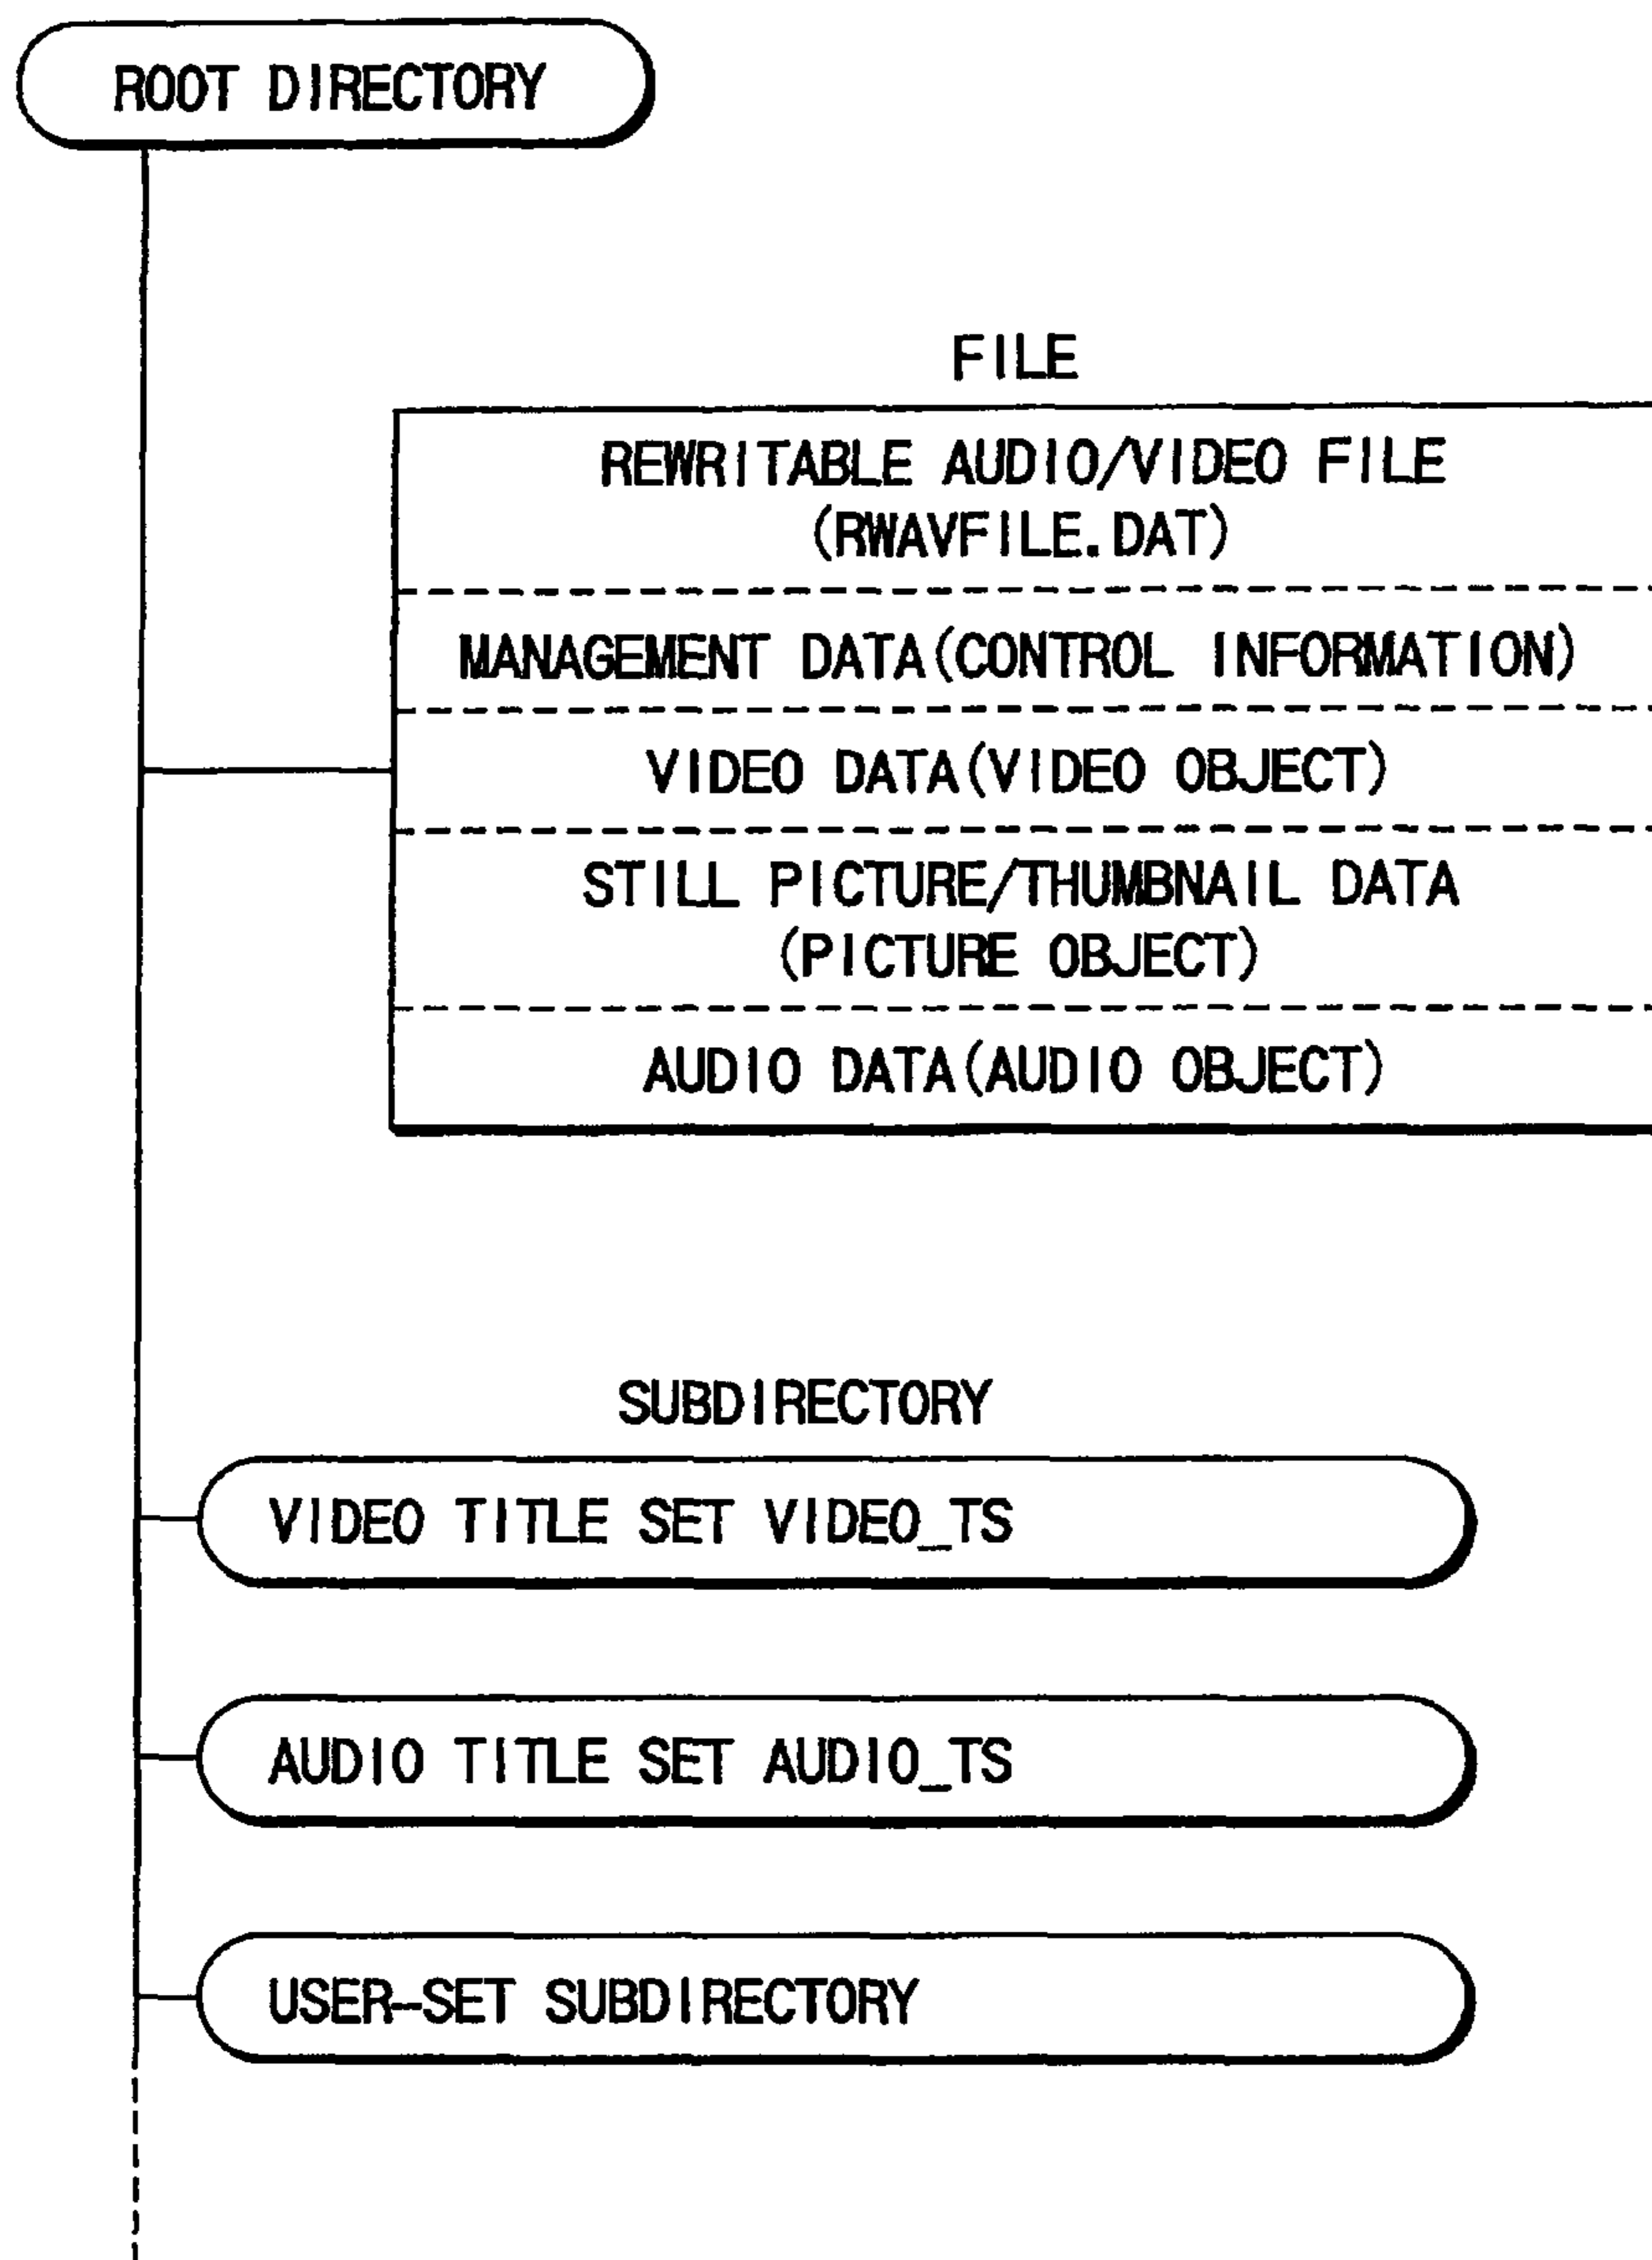 ROOT DIRECTORY
FILE
REWRITABLE AUDIO/VIDEO FILE
(RWAVFILE.DAT)
MANAGEMENT DATA(CONTROL INFORMATION)
VIDEO DATA(VIDEO OBJECT)
STILL PICTURE/THUMBNAIL DATA
(PICTURE OBJECT)
AUDIO DATA(AUDIO OBJECT)
SUBDIRECTORY
VIDEO TITLE SET VIDEO_TS
AUDIO TITLE SET AUDIO_TS
USER-SET SUBDIRECTORY